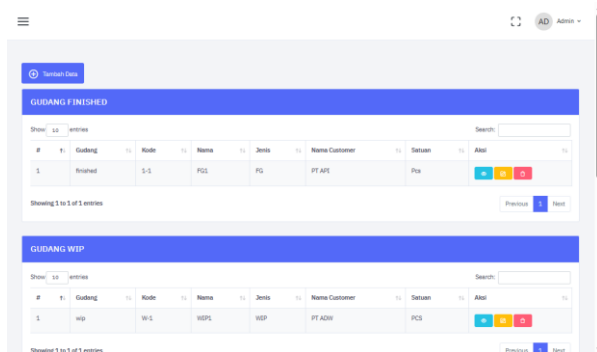 AD Admin
Tambah Data
GUDANG FINISHED
Show 10 entries Search:
# Gudang Kode Nama Jenis Nama Customer Satuan Aksi
1 finished 1-1 FG1 FG PT API Pcs
Showing 1 to 1 of 1 entries Previous 1 Next
GUDANG WIP
Show 10 entries Search:
# Gudang Kode Nama Jenis Nama Customer Satuan Aksi
1 wip W-1 WIP1 WIP PT ADW PCS
Showing 1 to 1 of 1 entries Previous 1 Next